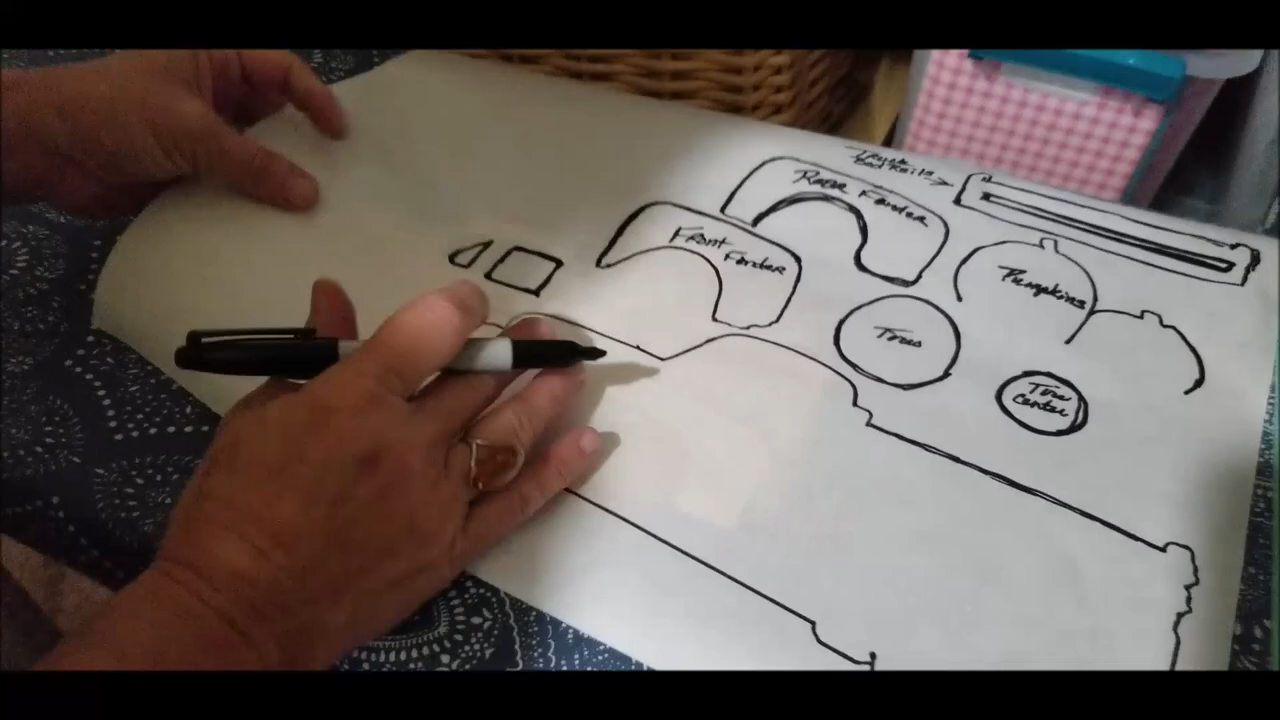 Truck
Bed Rails
Rear Fender
Front
Fender
Pumpkins
Tires
Tire
Center